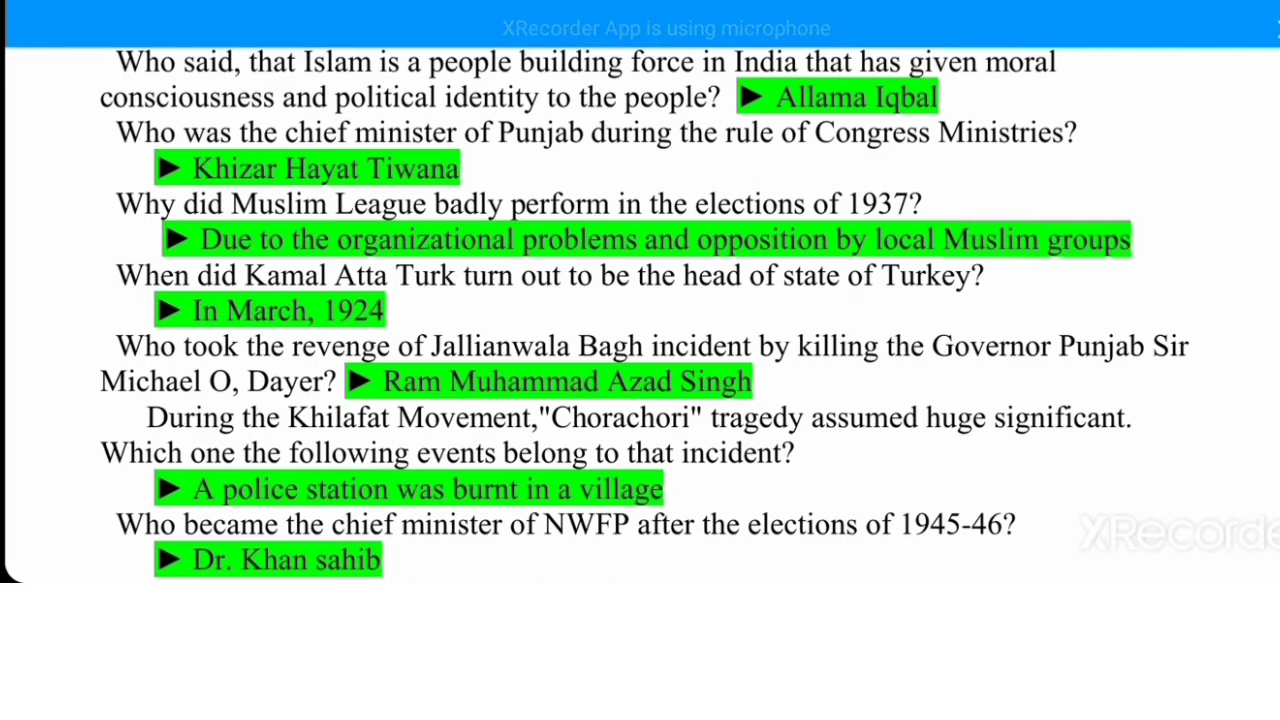 XRecorder App is using microphone
Who said, that Islam is a people building force in India that has given moral
consciousness and political identity to the people? ► Allama Iqbal
Who was the chief minister of Punjab during the rule of Congress Ministries?
► Khizar Hayat Tiwana
Why did Muslim League badly perform in the elections of 1937?
► Due to the organizational problems and opposition by local Muslim groups
When did Kamal Atta Turk turn out to be the head of state of Turkey?
► In March, 1924
Who took the revenge of Jallianwala Bagh incident by killing the Governor Punjab Sir
Michael O, Dayer? ► Ram Muhammad Azad Singh
During the Khilafat Movement,"Chorachori" tragedy assumed huge significant.
Which one the following events belong to that incident?
► A police station was burnt in a village
Who became the chief minister of NWFP after the elections of 1945-46?
XRecorde
► Dr. Khan sahib